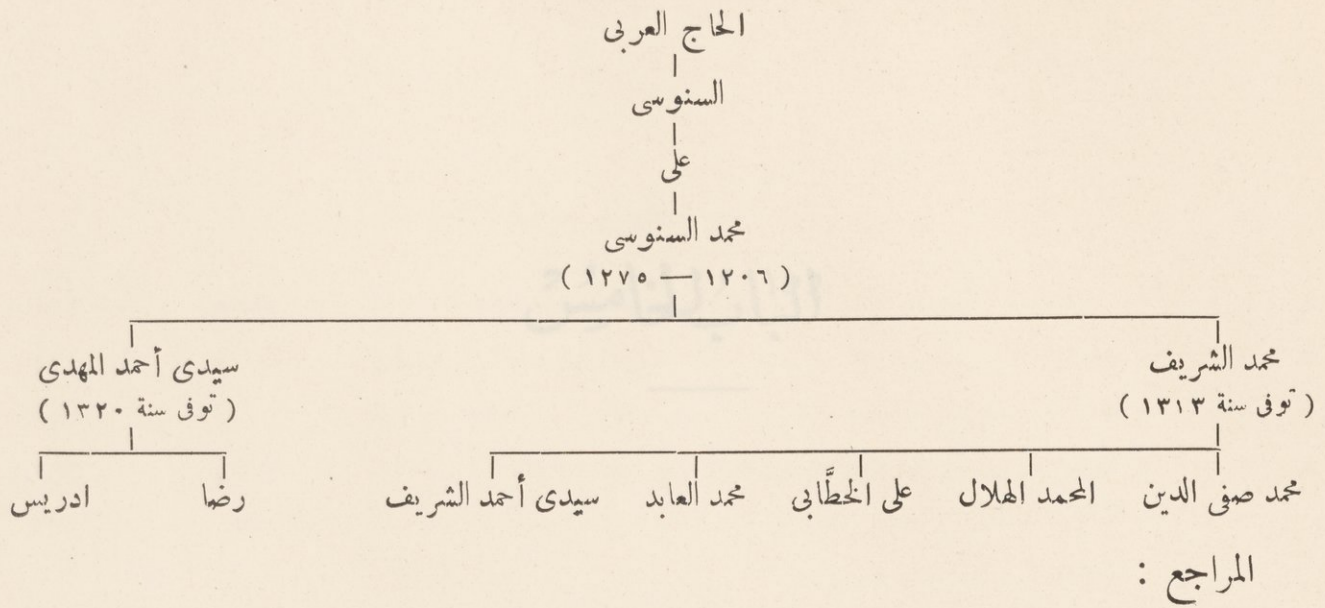 الحاج العربى
السنوسى
على
محمد السنوسى
( ١٢٠٦ — ١٢٧٥ )
محمد الشريف سيدى أحمد المهدى
( توفى سنة ١٣١٣ ) ( توفى سنة ١٣٢٠ )
محمد صفى الدين المحمد الهلال على الخطَّابى محمد العابد سيدى أحمد الشريف رضا ادريس
المراجع :